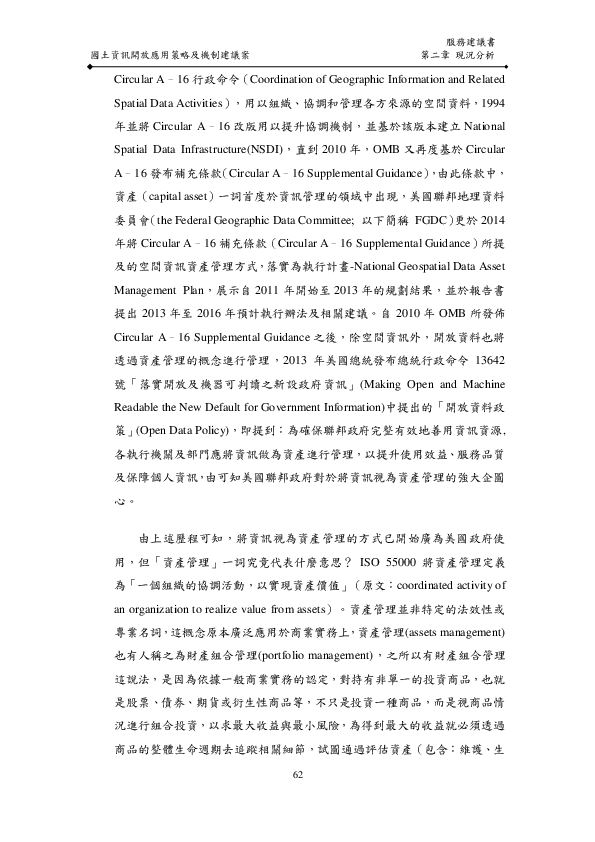 服務建議書
國土資訊開放應用策略及機制建議案 第二章 現況分析
Circular A‐16 行政命令（Coordination of Geographic Information and Related
Spatial Data Activities），用以組織、協調和管理各方來源的空間資料，1994
年並將 Circular A‐16 改版用以提升協調機制，並基於該版本建立 National
Spatial Data Infrastructure(NSDI)，直到 2010 年，OMB 又再度基於 Circular
A‐16 發布補充條款（Circular A‐16 Supplemental Guidance），由此條款中，
資產（capital asset）一詞首度於資訊管理的領域中出現，美國聯邦地理資料
委員會（the Federal Geographic Data Committee; 以下簡稱 FGDC）更於 2014
年將 Circular A‐16 補充條款（Circular A‐16 Supplemental Guidance）所提
及的空間資訊資產管理方式，落實為執行計畫-National Geospatial Data Asset
Management Plan，展示自 2011 年開始至 2013 年的規劃結果，並於報告書
提出 2013 年至 2016 年預計執行辦法及相關建議。自 2010 年 OMB 所發佈
Circular A‐16 Supplemental Guidance 之後，除空間資訊外，開放資料也將
透過資產管理的概念進行管理，2013 年美國總統發布總統行政命令 13642
號「落實開放及機器可判讀之新設政府資訊」(Making Open and Machine
Readable the New Default for Government Information)中提出的「開放資料政
策」(Open Data Policy)，即提到：為確保聯邦政府完整有效地善用資訊資源，
各執行機關及部門應將資訊做為資產進行管理，以提升使用效益、服務品質
及保障個人資訊，由可知美國聯邦政府對於將資訊視為資產管理的強大企圖
心。
由上述歷程可知，將資訊視為資產管理的方式已開始廣為美國政府使
用，但「資產管理」一詞究竟代表什麼意思？ ISO 55000 將資產管理定義
為「一個組織的協調活動，以實現資產價值」（原文：coordinated activity of
an organization to realize value from assets）。資產管理並非特定的法效性或
專業名詞，這概念原本廣泛應用於商業實務上，資產管理(assets management)
也有人稱之為財產組合管理(portfolio management)，之所以有財產組合管理
這說法，是因為依據一般商業實務的認定，對持有非單一的投資商品，也就
是股票、債券、期貨或衍生性商品等，不只是投資一種商品，而是視商品情
況進行組合投資，以求最大收益與最小風險，為得到最大的收益就必須透過
商品的整體生命週期去追蹤相關細節，試圖通過評估資產（包含：維護、生
62